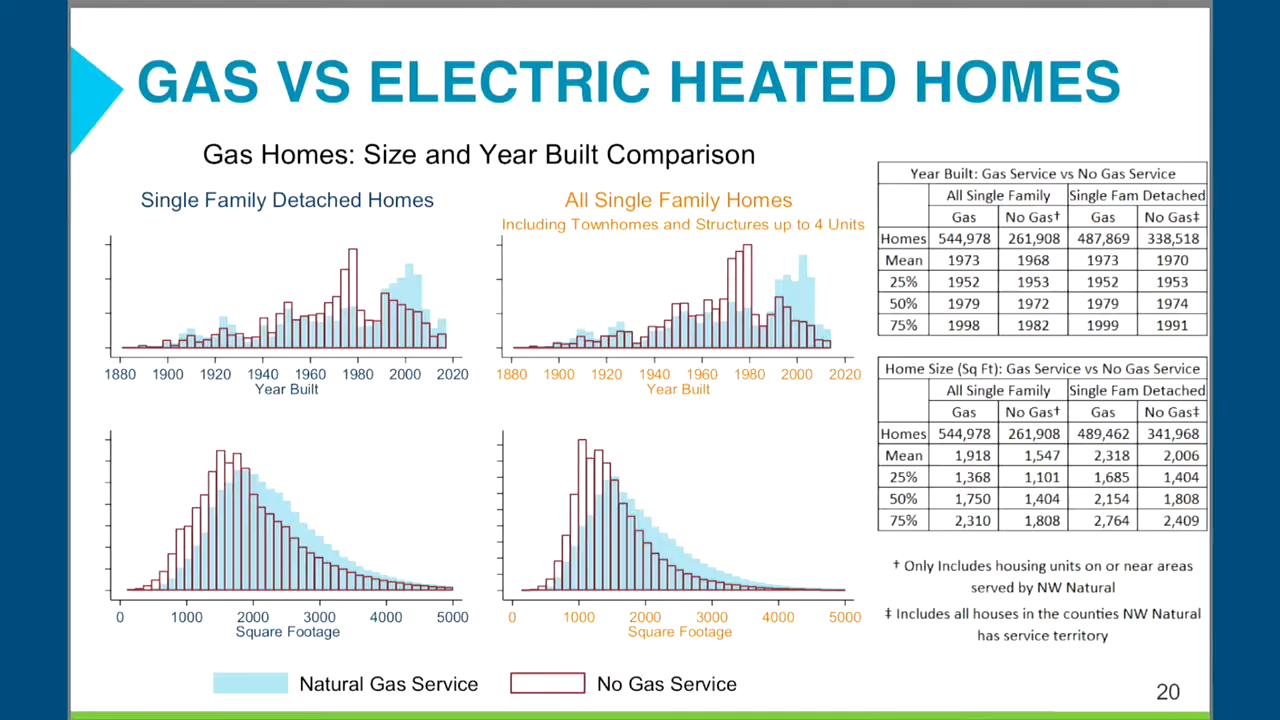 GAS VS ELECTRIC HEATED HOMES
Gas Homes: Size and Year Built Comparison
Single Family Detached Homes
1880 1900 1920 1940 1960 1980 2000 2020
Year Built
All Single Family Homes
Including Townhomes and Structures up to 4 Units
1880 1900 1920 1940 1960 1980 2000 2020
Year Built
0 1000 2000 3000 4000 5000
Square Footage
0 1000 2000 3000 4000 5000
Square Footage
Natural Gas Service
No Gas Service
Year Built: Gas Service vs No Gas Service
All Single Family Single Fam Detached
Gas No Gas† Gas No Gas‡
Homes 544,978 261,908 487,869 338,518
Mean 1973 1968 1973 1970
25% 1952 1953 1952 1953
50% 1979 1972 1979 1974
75% 1998 1982 1999 1991
Home Size (Sq Ft): Gas Service vs No Gas Service
All Single Family Single Fam Detached
Gas No Gas† Gas No Gas‡
Homes 544,978 261,908 489,462 341,968
Mean 1,918 1,547 2,318 2,006
25% 1,368 1,101 1,685 1,404
50% 1,750 1,404 2,154 1,808
75% 2,310 1,808 2,764 2,409
† Only Includes housing units on or near areas
served by NW Natural
‡ Includes all houses in the counties NW Natural
has service territory
20